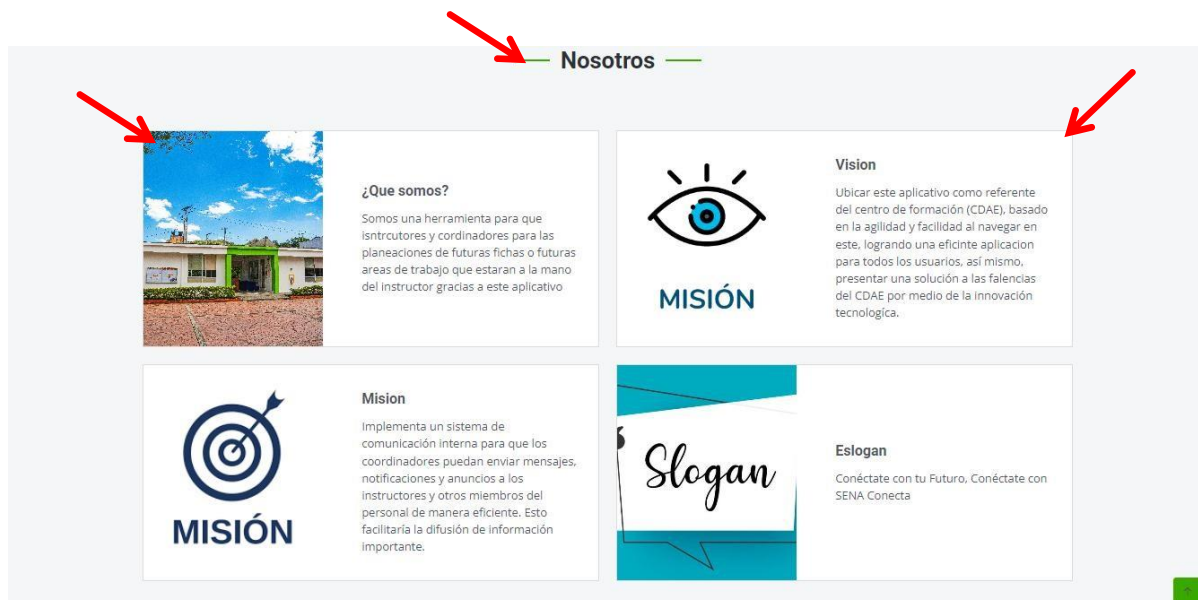 Nosotros
¿Que somos?
Somos una herramienta para que
isntrcutores y cordinadores para las
planeaciones de futuras fichas o futuras
areas de trabajo que estaran a la mano
del instructor gracias a este aplicativo
MISIÓN
Vision
Ubicar este aplicativo como referente
del centro de formación (CDAE), basado
en la agilidad y facilidad al navegar en
este, logrando una eficinte aplicacion
para todos los usuarios, así mismo,
presentar una solución a las falencias
del CDAE por medio de la innovación
tecnologíca.
MISIÓN
Mision
Implementa un sistema de
comunicación interna para que los
coordinadores puedan enviar mensajes,
notificaciones y anuncios a los
instructores y otros miembros del
personal de manera eficiente. Esto
facilitaría la difusión de información
importante.
Slogan
Eslogan
Conéctate con tu Futuro, Conéctate con
SENA Conecta